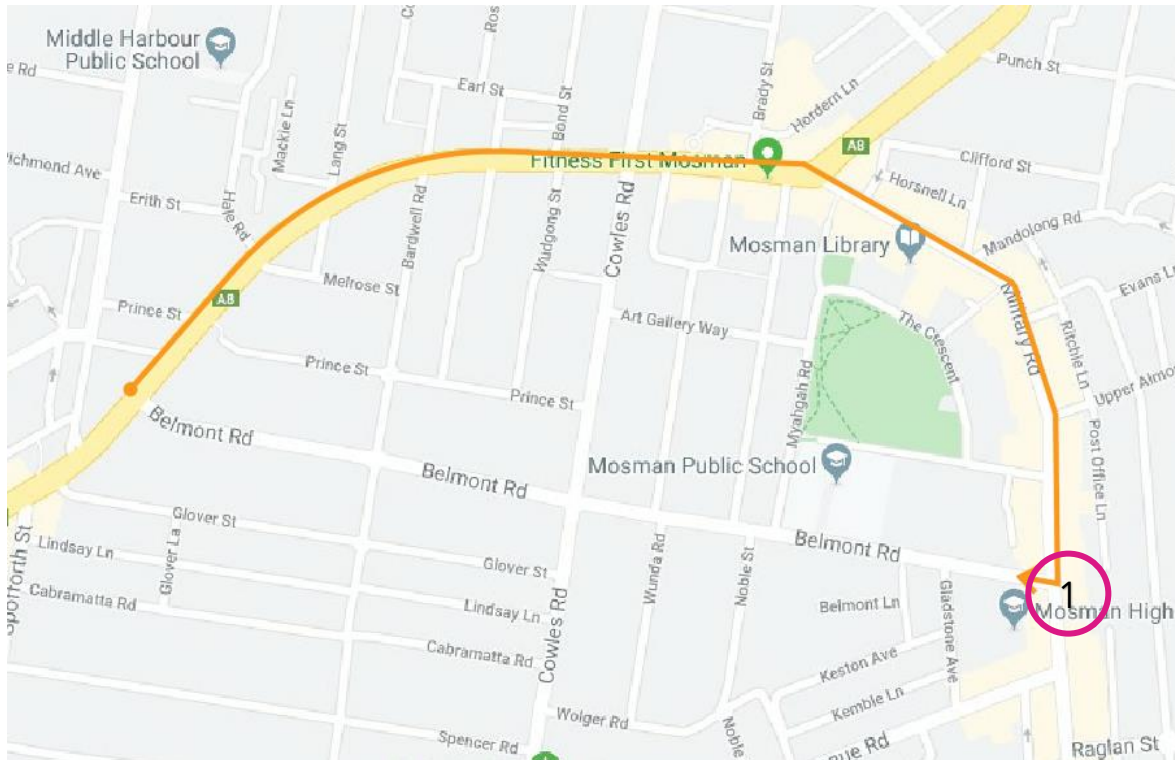 Middle Harbour
Public School
Earl St
Bond St
Brady St
Hordern Ln
Punch St
Mackie Ln
Lang St
A8
Fitness First Mosman
Clifford St
Richmond Ave
Erith St
Hale Rd
Bardwell Rd
Wudgong St
Cowles Rd
Horsnell Ln
Mandolong Rd
Mosman Library
Melrose St
A8
Prince St
Art Gallery Way
The Crescent
Military Rd
Evans Ln
Ritchie Ln
Prince St
Prince St
Myahgah Rd
Upper Almo
Belmont Rd
Belmont Rd
Mosman Public School
Post Office Ln
Glover St
Glover La
Lindsay Ln
Cabramatta Rd
Spofforth St
Glover St
Lindsay Ln
Cabramatta Rd
Cowles Rd
Wunda Rd
Noble St
Belmont Rd
Belmont Ln
Gladstone Ave
1
Mosman High
Keston Ave
Kemble Ln
Wolger Rd
Noble
Spencer Rd
Raglan St